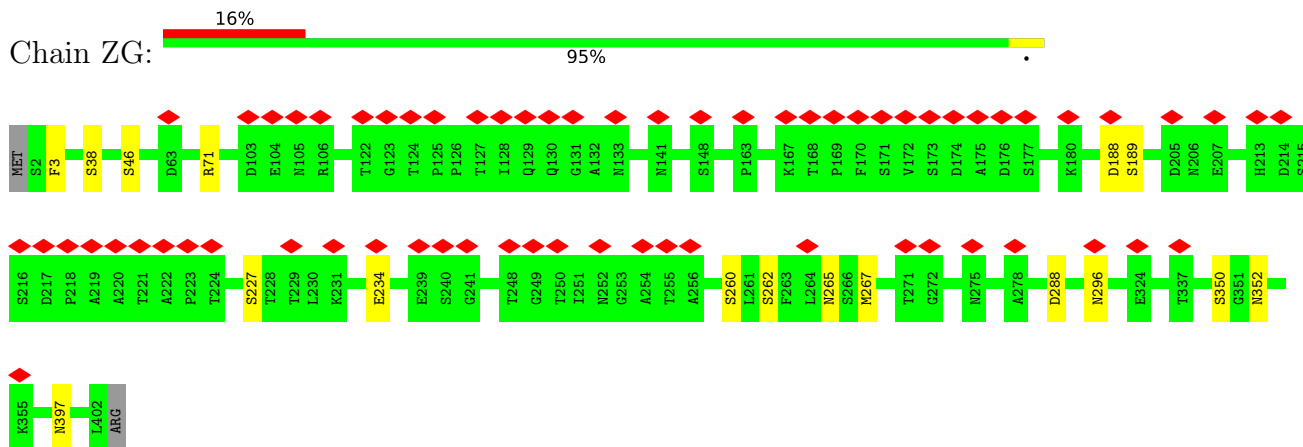 16%
Chain ZG:
95%
.
MET S2 F3 S38 S46 D63 R71 D103 E104 N105 R106 T122 G123 T124 P125 P126 T127 I128 Q129 Q130 G131 A132 N133 N141 S148 P163 K167 T168 P169 F170 S171 V172 S173 D174 A175 D176 S177 K180 D188 S189 D205 N206 E207 H213 D214 S215
S216 D217 P218 A219 A220 T221 A222 P223 T224 S227 T228 T229 L230 K231 E234 E239 S240 G241 T248 G249 T250 I251 N252 G253 A254 T255 A256 S260 L261 S262 F263 L264 N265 S266 M267 T271 G272 N275 A278 D288 N296 E324 T337 S350 G351 N352
K355 N397 L402 ARG